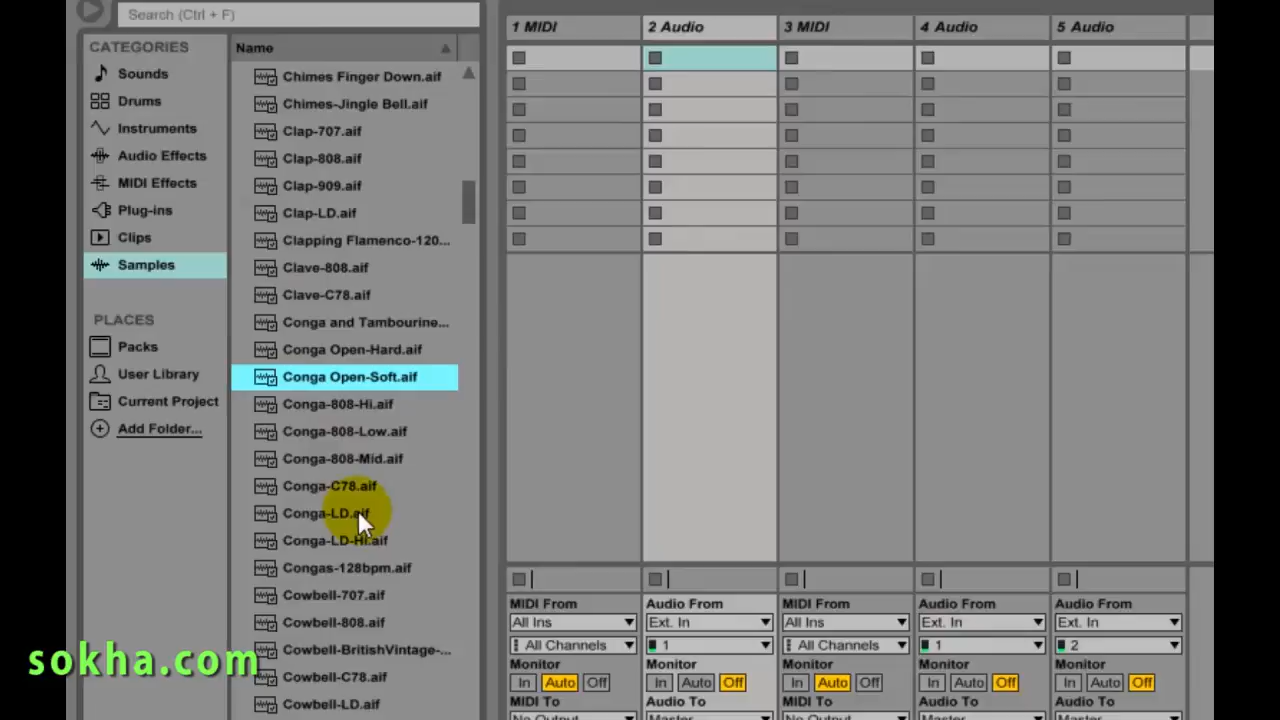 Search (Ctrl + F)
CATEGORIES
Sounds
Drums
Instruments
Audio Effects
MIDI Effects
Plug-ins
Clips
Samples
PLACES
Packs
User Library
Current Project
Add Folder...
Name
Chimes Finger Down.aif
Chimes-Jingle Bell.aif
Clap-707.aif
Clap-808.aif
Clap-909.aif
Clap-LD.aif
Clapping Flamenco-120...
Clave-808.aif
Clave-C78.aif
Conga and Tambourine...
Conga Open-Hard.aif
Conga Open-Soft.aif
Conga-808-Hi.aif
Conga-808-Low.aif
Conga-808-Mid.aif
Conga-C78.aif
Conga-LD.aif
Conga-LD-Hi.aif
Congas-128bpm.aif
Cowbell-707.aif
Cowbell-808.aif
Cowbell-BritishVintage-...
Cowbell-C78.aif
Cowbell-LD.aif
1 MIDI 2 Audio 3 MIDI 4 Audio 5 Audio
MIDI From Audio From MIDI From Audio From Audio From
All Ins Ext. In All Ins Ext. In Ext. In
All Channels 1 All Channels 1 2
Monitor Monitor Monitor Monitor Monitor
In Auto Off In Auto Off In Auto Off In Auto Off In Auto Off
MIDI To Audio To MIDI To Audio To Audio To
No Output Master No Output Master Master
sokha.com